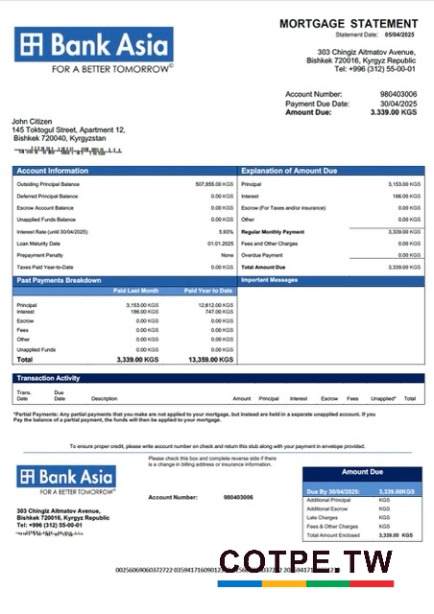 Bank Asia
FOR A BETTER TOMORROW©
MORTGAGE STATEMENT
Statement Date: 05/04/2025
303 Chingiz Aitmatov Avenue,
Bishkek 720016, Kyrgyz Republic
Tel: +996 (312) 55-00-01
Account Number: 980403006
Payment Due Date: 30/04/2025
Amount Due: 3.339.00 KGS
John Citizen
145 Toktogul Street, Apartment 12,
Bishkek 720040, Kyrgyzstan
Account Information
Outsiding Principal Balance 507,855.00 KGS
Deferred Principal Balance 0.00 KGS
Escrow Account Balance 0.00 KGS
Unapplied Funds Balance 0.00 KGS
Interest Rate (until 30/04/2025): 5.60%
Loan Maturity Date 01.01.2025
Prepayment Penalty None
Taxes Paid Year-to-Date 0.00 KGS
Explanation of Amount Due
Principal 3,153.00 KGS
Interest 186.00 KGS
Escrow (For Taxes and/or insurance) 0.00 KGS
Other 0.00 KGS
Regular Monthly Payment 3,339.00 KGS
Fees and Other Charges 0.00 KGS
Overdue Payment 0.00 KGS
Total Amount Due 3,339.00 KGS
Past Payments Breakdown
Paid Last Month Paid Year to Date
Principal 3,153.00 KGS 12,612.00 KGS
Interest 186.00 KGS 747.00 KGS
Escrow 0.00 KGS 0.00 KGS
Fees 0.00 KGS 0.00 KGS
Other 0.00 KGS 0.00 KGS
Unapplied Funds 0.00 KGS 0.00 KGS
Total 3,339.00 KGS 13,359.00 KGS
Important Messages
Transaction Activity
Trans. Date Due Date Description Amount Principal Interest Escrow Fees Unapplied* Total
*Partial Payments: Any partial payments that you make are not applied to your mortgage, but instead are held in a separate unapplied account. If you
Pay the balance of a partial payment, the funds will then be applied to your mortgage.
To ensure proper credit, please write account number on check and return this stub along with your payment in envelope provided.
Bank Asia
FOR A BETTER TOMORROW©
303 Chingiz Aitmatov Avenue,
Bishkek 720016, Kyrgyz Republic
Tel: +996 (312) 55-00-01
Please check this box and complete reverse side if there
is a change in billing address or insurance information.
Account Number: 980403006
Amount Due
Due By 30/04/2025: 3,339.00KGS
Additional Principal KGS
Additional Escrow KGS
Late Charges KGS
Fees & Other Charges KGS
Total Amount Enclosed 3,339.00 KGS
COTPE.TW